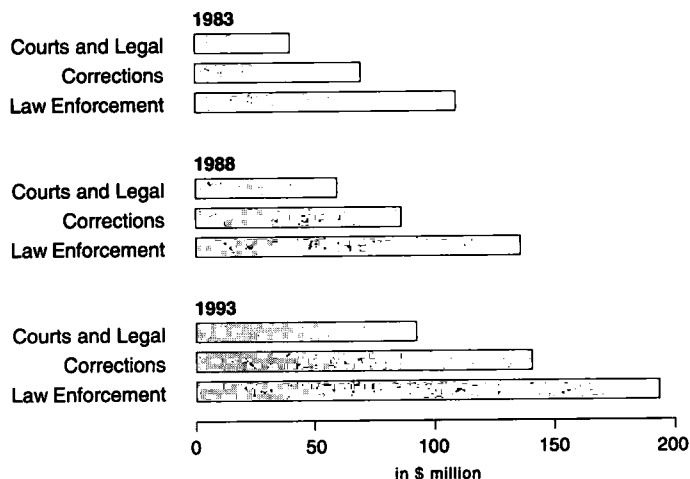 1983
Courts and Legal
Corrections
Law Enforcement
1988
Courts and Legal
Corrections
Law Enforcement
1993
Courts and Legal
Corrections
Law Enforcement
0 50 100 150 200
in $ million